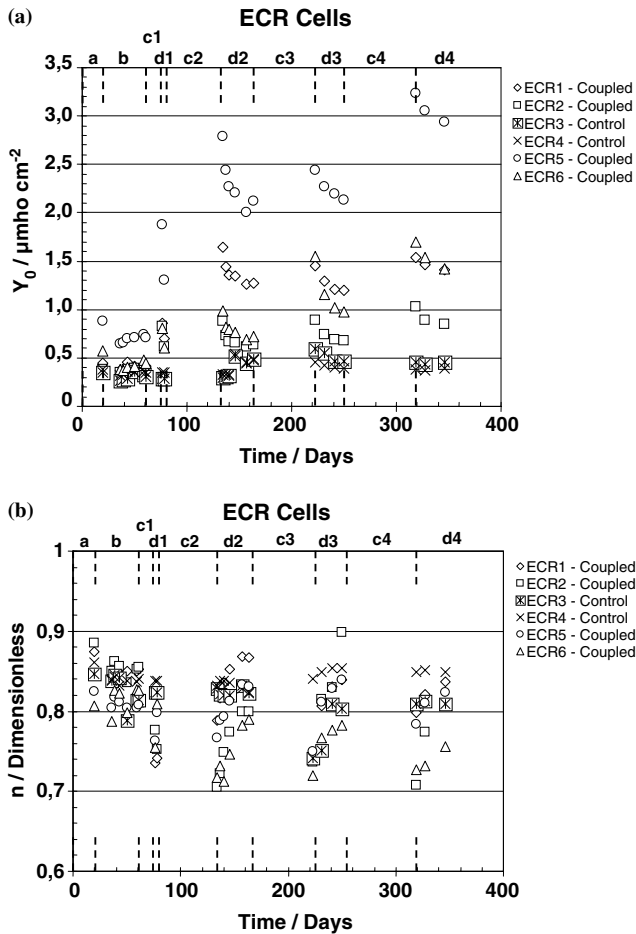 (a)
ECR Cells
c1
a b d1 c2 d2 c3 d3 c4 d4
3,5
3,0
2,5
2,0
1,5
1,0
0,5
0
Y0 / µmho cm-2
0 100 200 300 400
Time / Days
ECR1 - Coupled
ECR2 - Coupled
ECR3 - Control
ECR4 - Control
ECR5 - Coupled
ECR6 - Coupled
(b)
ECR Cells
c1
a b d1 c2 d2 c3 d3 c4 d4
1
0,9
0,8
0,7
0,6
n / Dimensionless
0 100 200 300 400
Time / Days
ECR1 - Coupled
ECR2 - Coupled
ECR3 - Control
ECR4 - Control
ECR5 - Coupled
ECR6 - Coupled